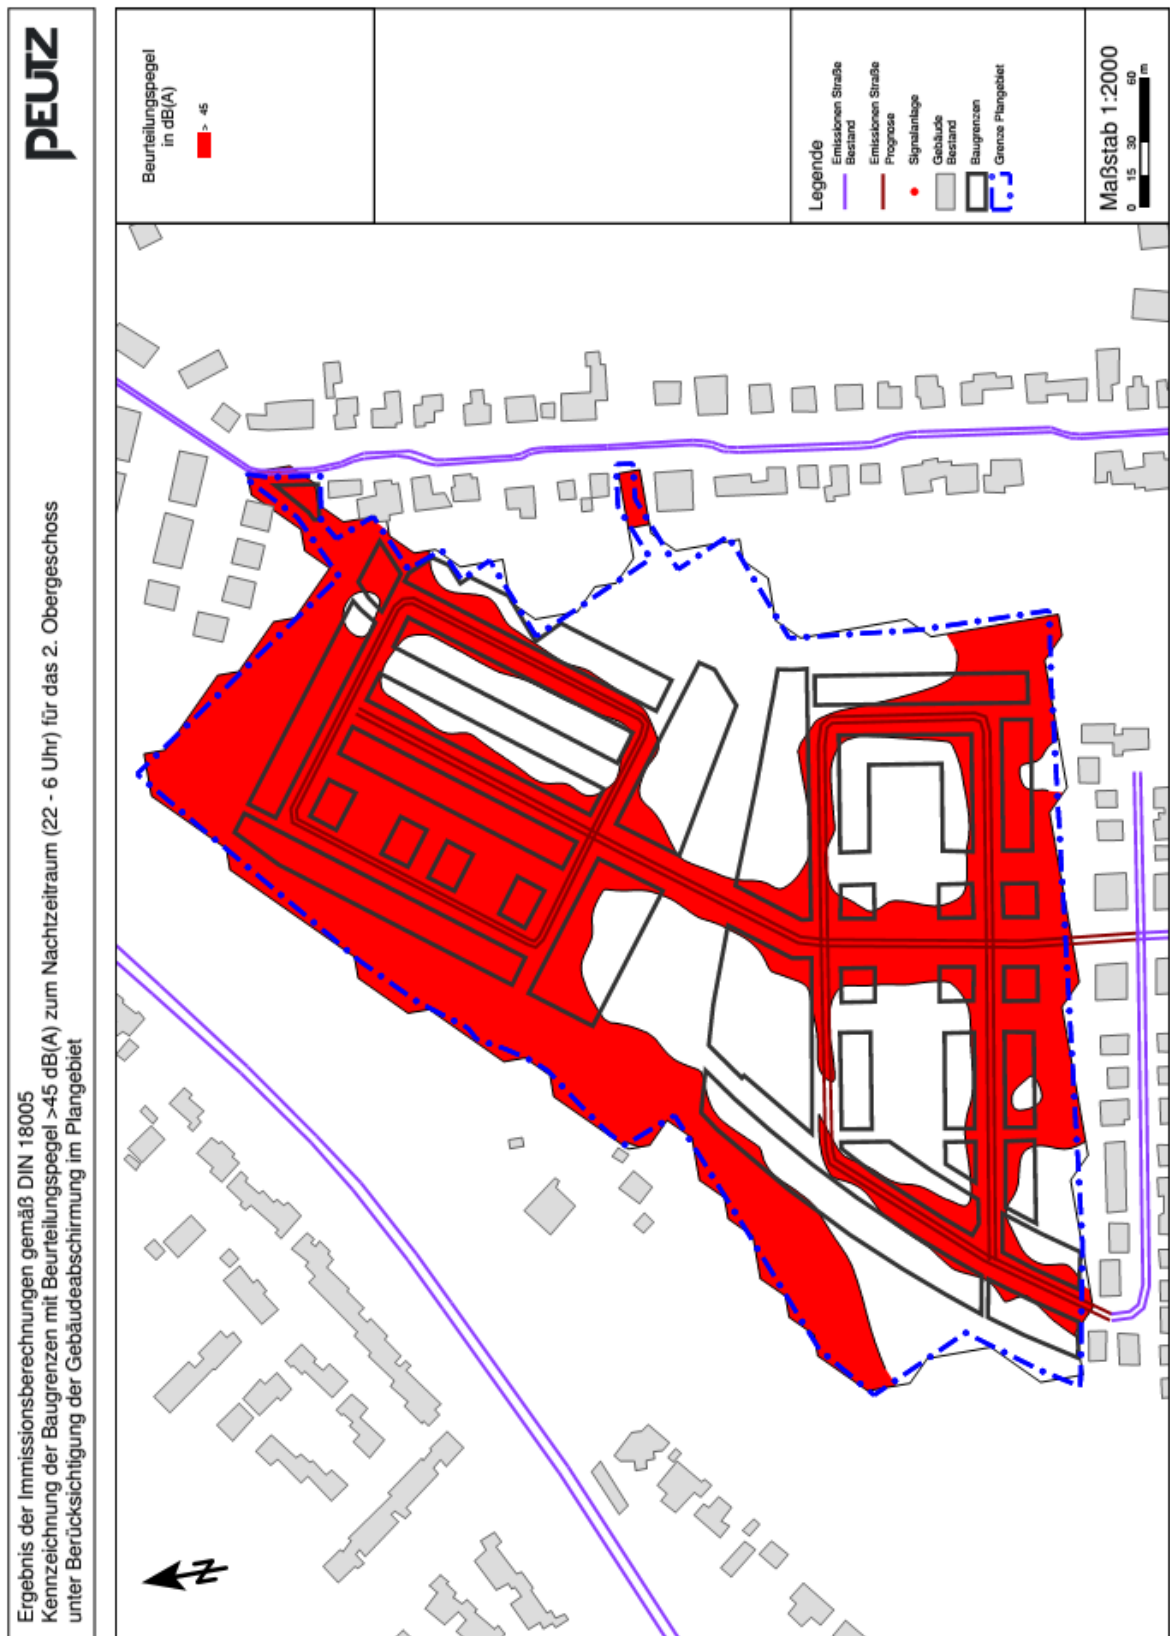 Ergebnis der Immissionsberechnungen gemäß DIN 18005
Kennzeichnung der Baugrenzen mit Beurteilungspegel >45 dB(A) zum Nachtzeitraum (22 - 6 Uhr) für das 2. Obergeschoss
unter Berücksichtigung der Gebäudeabschirmung im Plangebiet
PEUTZ
Beurteilungspegel
in dB(A)
> 45
Legende
Emissionen Straße
Bestand
Emissionen Straße
Prognose
Signalanlage
Gebäude
Bestand
Baugrenzen
Grenze Plangebiet
Maßstab 1:2000
0 15 30 60
m
N